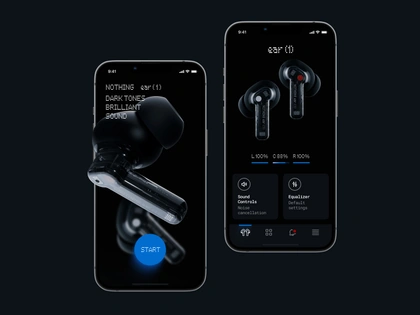 9:41
NOTHING ear (1)
DARK TONES
BRILLIANT
SOUND
START
9:41
ear (1)
L 100% C 88% R 100%
Sound Controls
Noise cancellation
Equalizer
Default settings